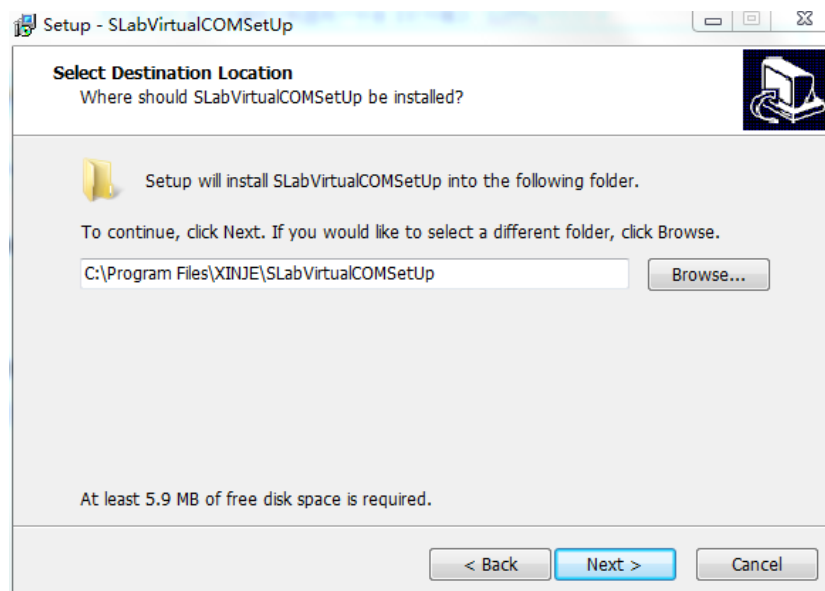 Setup - SLabVirtualCOMSetUp
Select Destination Location
Where should SLabVirtualCOMSetUp be installed?
Setup will install SLabVirtualCOMSetUp into the following folder.
To continue, click Next. If you would like to select a different folder, click Browse.
C:\Program Files\XINJE\SLabVirtualCOMSetUp
Browse...
At least 5.9 MB of free disk space is required.
< Back Next > Cancel